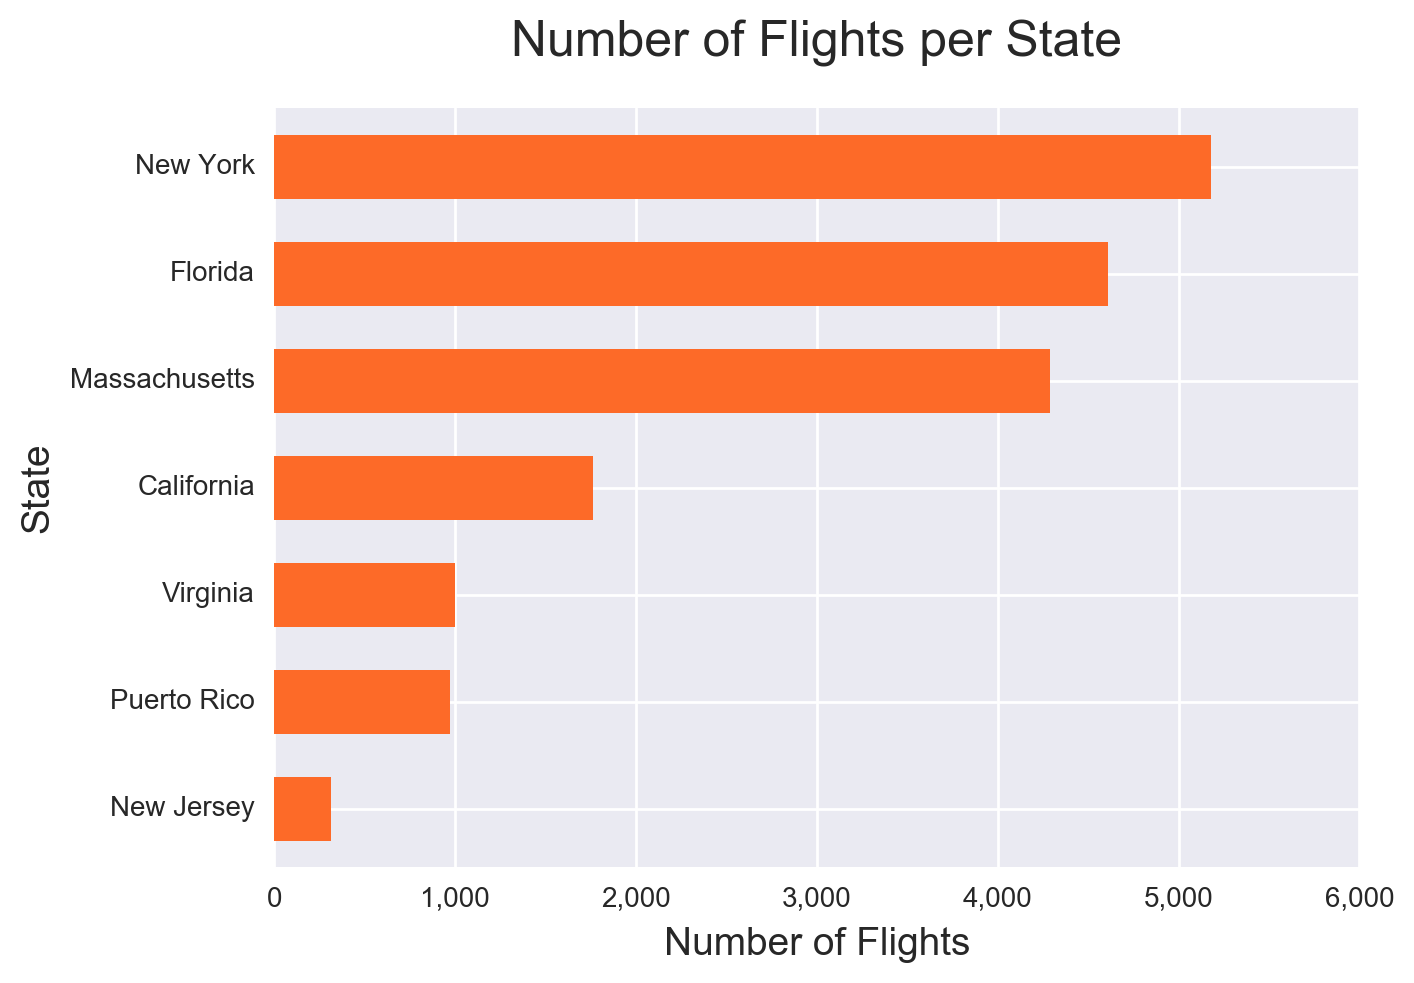 Number of Flights per State
New York
Florida
Massachusetts
California
Virginia
Puerto Rico
New Jersey
State
0 1,000 2,000 3,000 4,000 5,000 6,000
Number of Flights